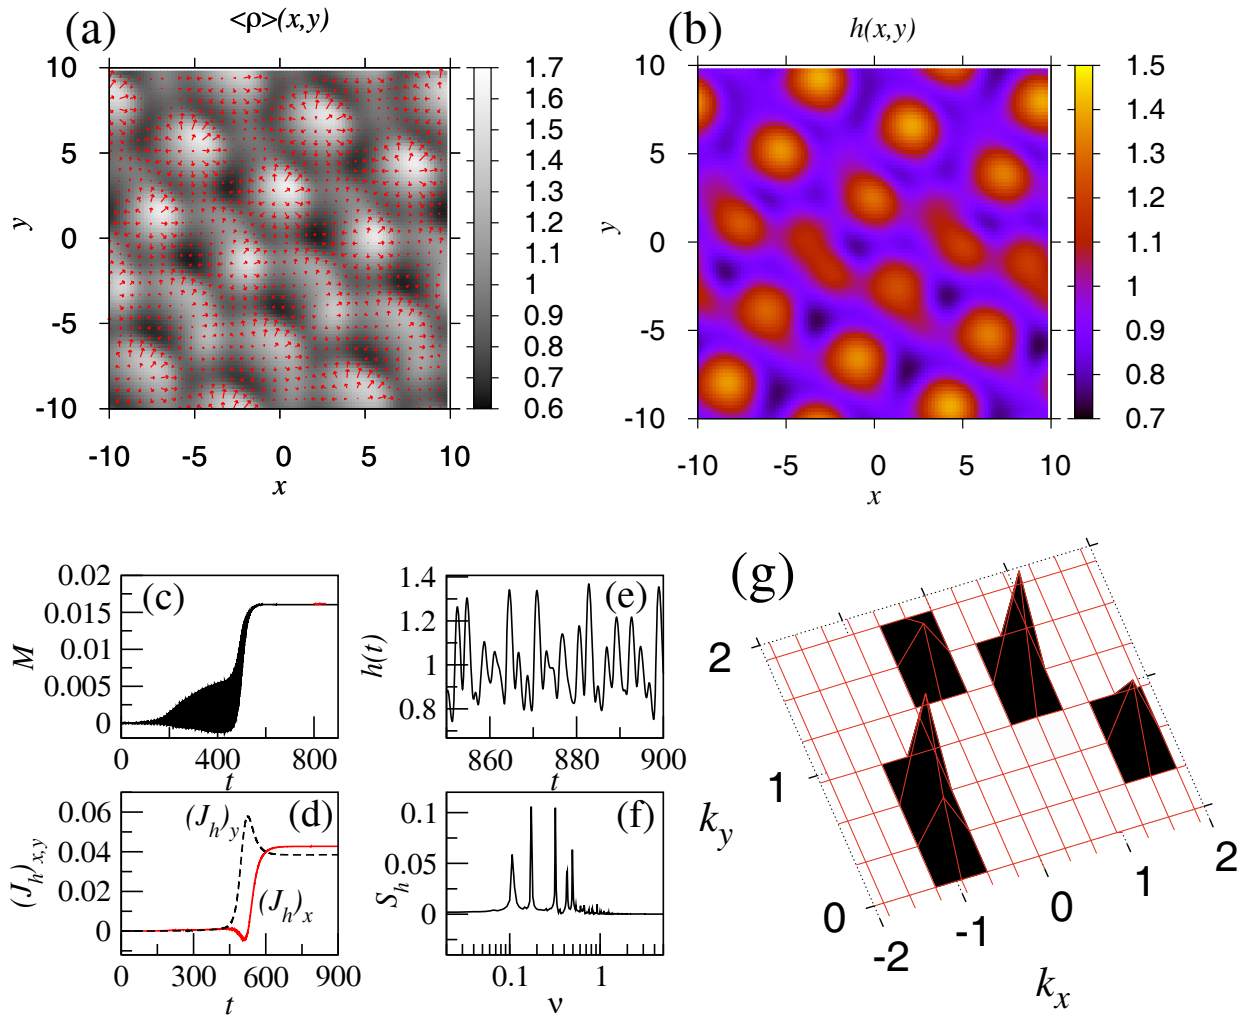 (a)
<ρ>(x,y)
10
5
0
-5
-10
y
-10 -5 0 5 10
x
1.7
1.6
1.5
1.4
1.3
1.2
1.1
1
0.9
0.8
0.7
0.6
(b)
h(x,y)
10
5
0
-5
-10
y
-10 -5 0 5 10
x
1.5
1.4
1.3
1.2
1.1
1
0.9
0.8
0.7
(c)
M
0.02
0.015
0.01
0.005
0
0 400 800
t
(d)
(J_h)_{x,y}
0.06
0.04
0.02
0
(J_h)_y
(J_h)_x
0 300 600 900
t
(e)
h(t)
1.4
1.2
1
0.8
860 880 900
t
(f)
S_h
0.1
0.05
0
0.1 1
ν
(g)
2
1
0
k_y
-2 -1 0 1 2
k_x